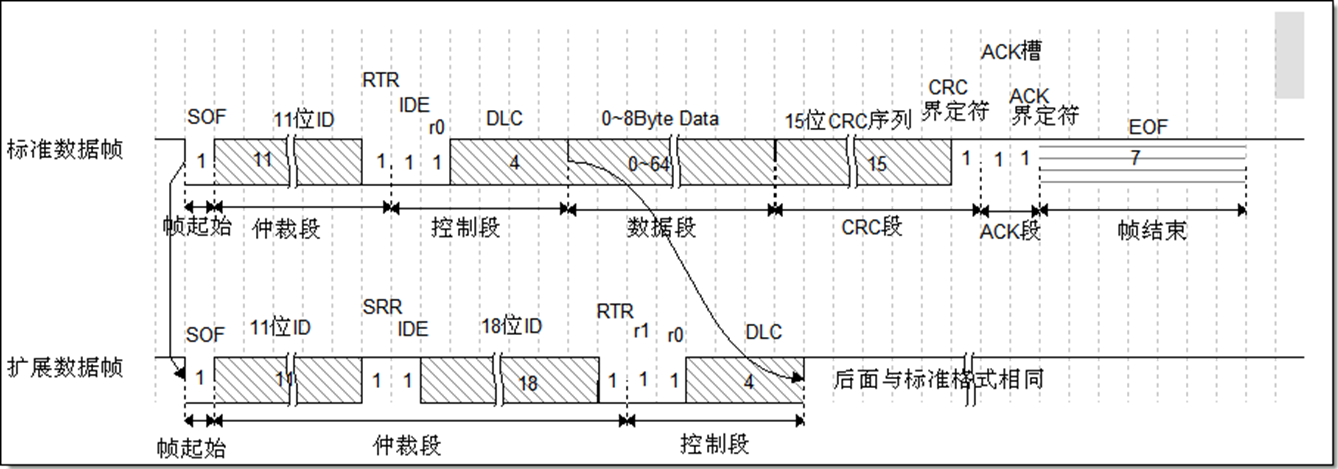 ACK槽
RTR
CRC
界定符
ACK
界定符
SOF
11位ID
IDE
r0
DLC
0~8Byte Data
15位CRC序列
EOF
标准数据帧
1
11
1
1
1
4
0~64
15
1
1
1
7
帧起始
仲裁段
控制段
数据段
CRC段
ACK段
帧结束
SOF
11位ID
SRR
IDE
18位ID
RTR
r1
r0
DLC
扩展数据帧
1
11
1
1
18
1
1
1
4
后面与标准格式相同
帧起始
仲裁段
控制段